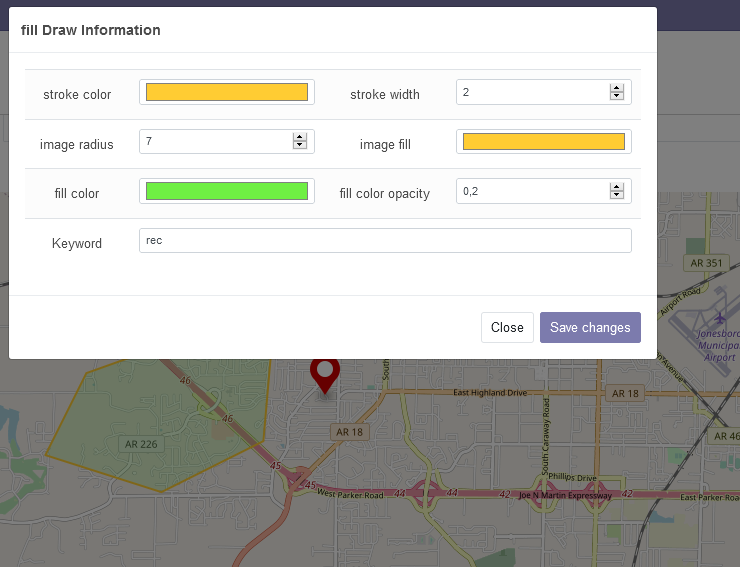 fill Draw Information
stroke color
stroke width
2
image radius
7
image fill
fill color
fill color opacity
0,2
Keyword
rec
Close
Save changes
AR 351
Airport Road
Jonesboro
Municipal
Airport
46
South
East Highland Drive
AR 18
46
AR 18
AR 226
AR 46
South Caraway Road
45
45
Phillips Drive
West Parker Road
44
44
42
Joe N Martin Expressway
42
East Parker Road